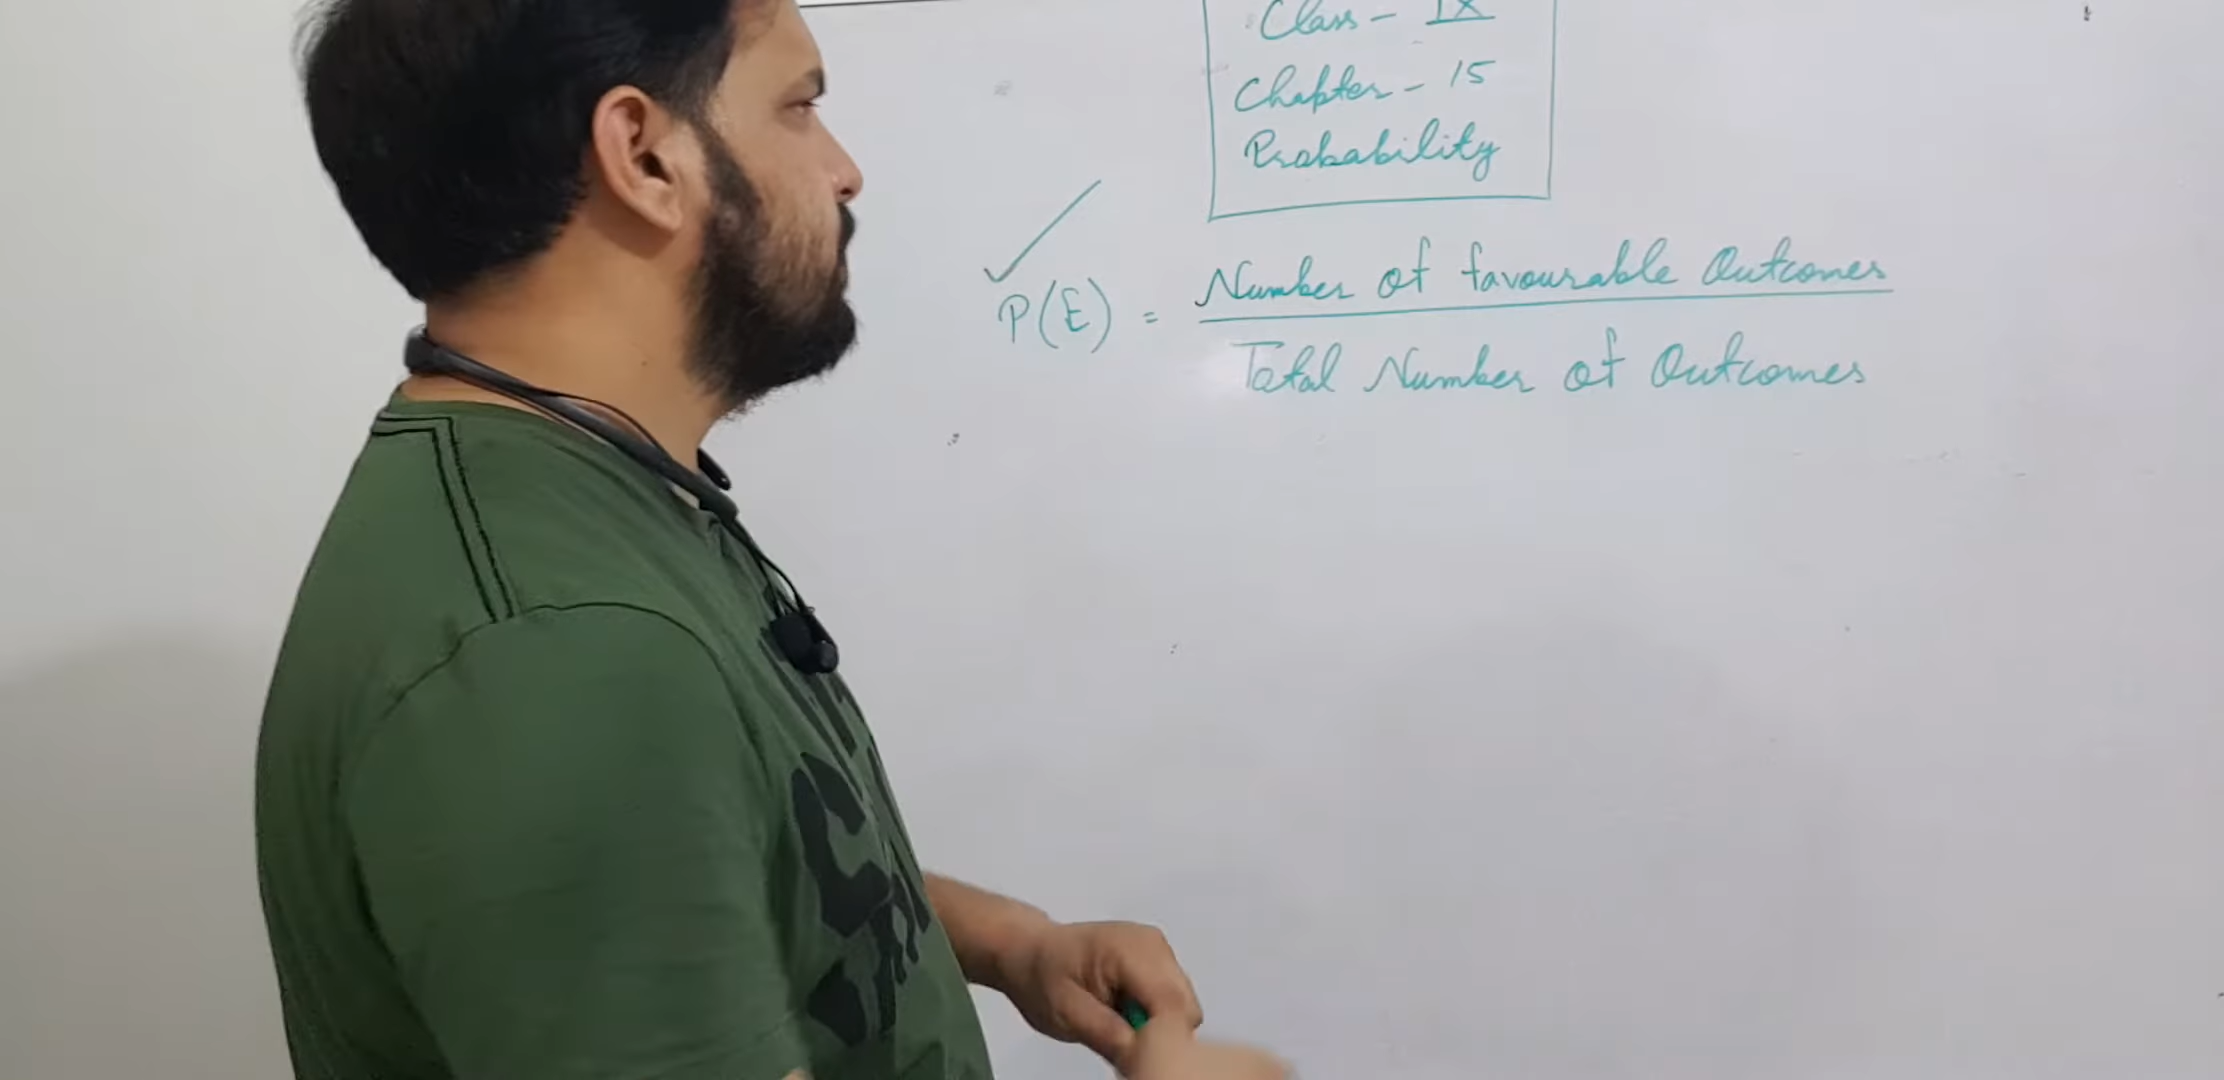 Class - IX
Chapter - 15
Probability
P(E) = Number of favourable Outcomes
Total Number of Outcomes